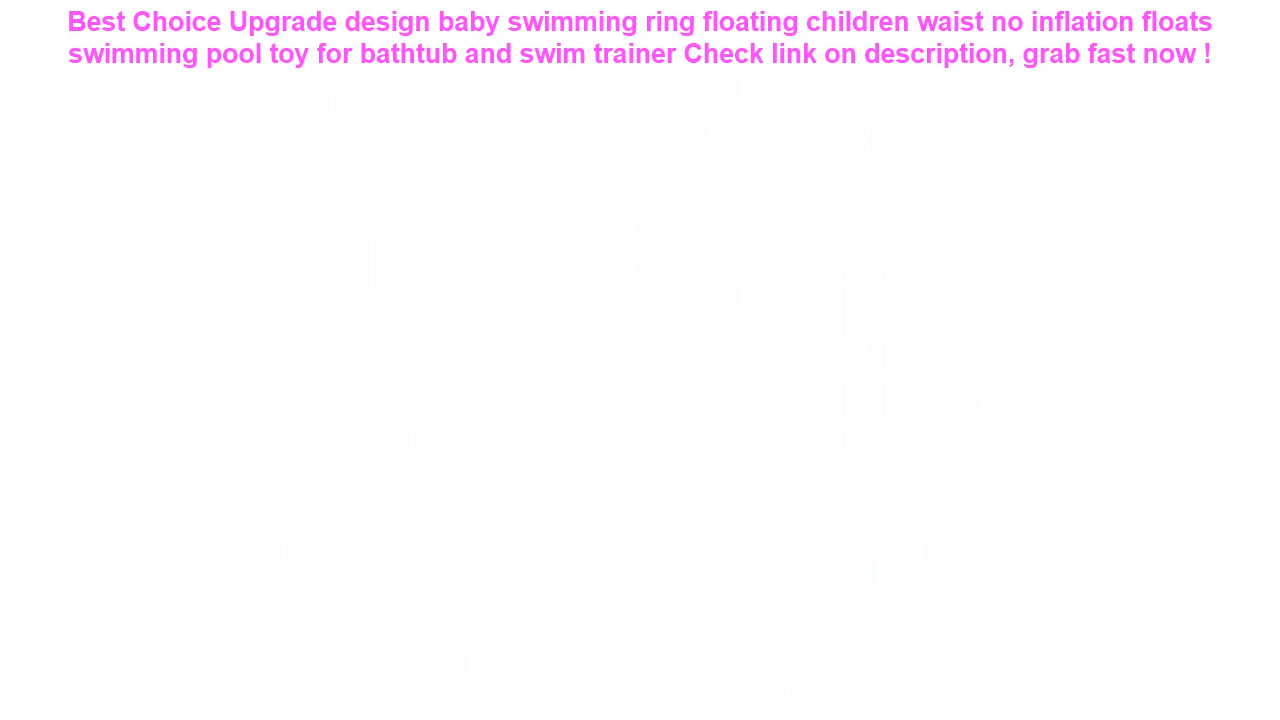 Best Choice Upgrade design baby swimming ring floating children waist no inflation floats
swimming pool toy for bathtub and swim trainer Check link on description, grab fast now !